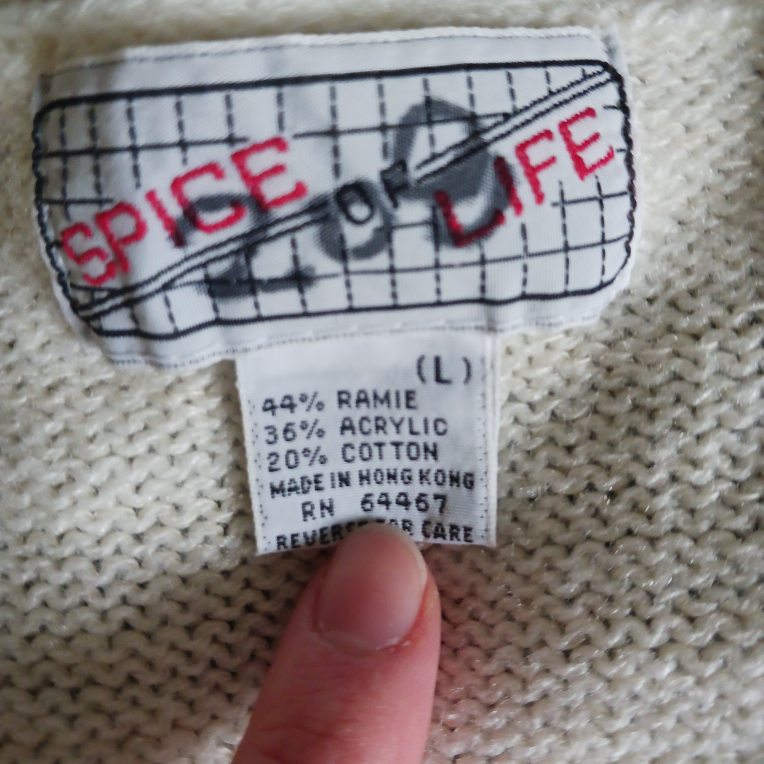 SPICE OF LIFE
(L)
44% RAMIE
36% ACRYLIC
20% COTTON
MADE IN HONG KONG
RN 64467
REVERSE FOR CARE